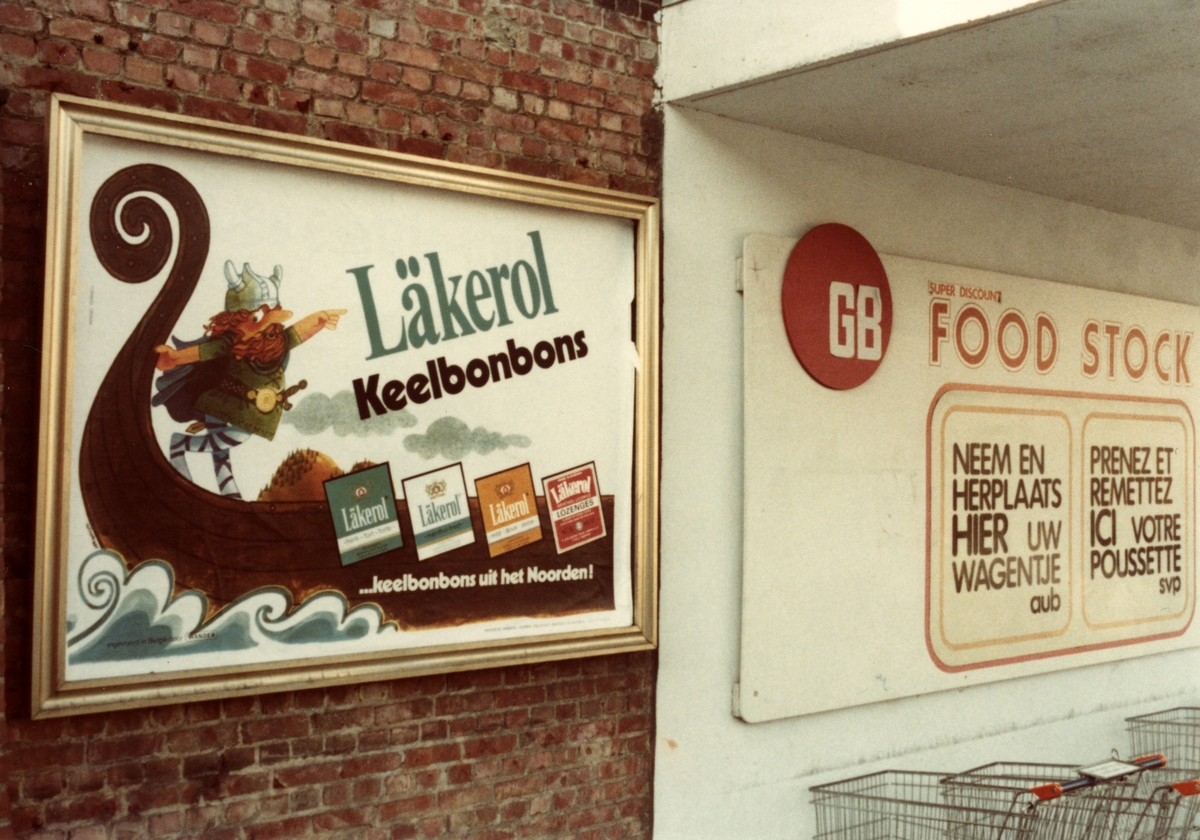 Läkerol
Keelbonbons
Läkerol
Läkerol
Läkerol
Läkerol
LOZENGES
...keelbonbons uit het Noorden!
WANDER
GB
SUPER DISCOUNT
FOOD STOCK
NEEM EN
HERPLAATS
HIER UW
WAGENTJE
aub
PRENEZ ET
REMETTEZ
ICI VOTRE
POUSSETTE
svp